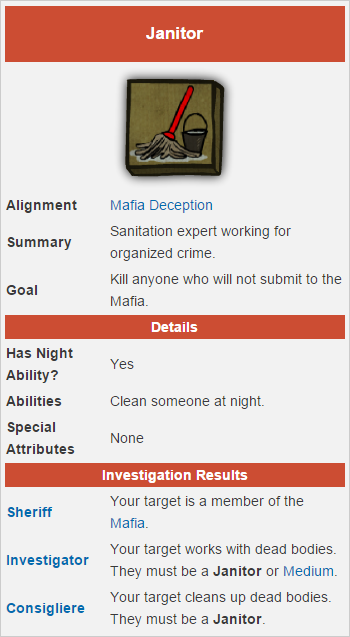 Janitor
Alignment Mafia Deception
Summary Sanitation expert working for
organized crime.
Goal Kill anyone who will not submit to the
Mafia.
Details
Has Night
Ability? Yes
Abilities Clean someone at night.
Special
Attributes None
Investigation Results
Sheriff Your target is a member of the
Mafia.
Investigator Your target works with dead bodies.
They must be a Janitor or Medium.
Consigliere Your target cleans up dead bodies.
They must be a Janitor.